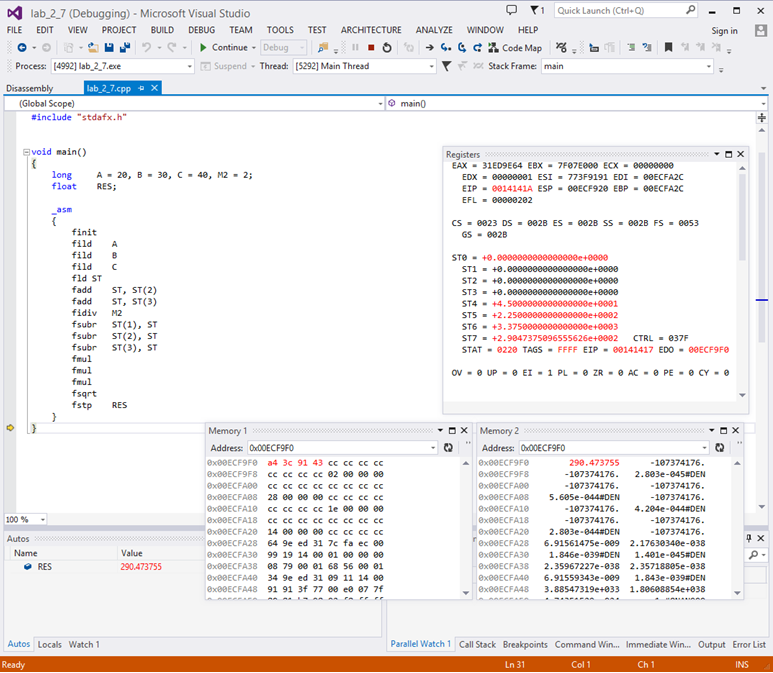 lab_2_7 (Debugging) - Microsoft Visual Studio
1
Quick Launch (Ctrl+Q)
FILE EDIT VIEW PROJECT BUILD DEBUG TEAM TOOLS TEST ARCHITECTURE ANALYZE WINDOW HELP Sign in
Continue Debug Code Map
Process: [4992] lab_2_7.exe Suspend Thread: [5292] Main Thread Stack Frame: main
Disassembly lab_2_7.cpp
(Global Scope) main()
#include "stdafx.h"
void main()
{
long A = 20, B = 30, C = 40, M2 = 2;
float RES;
_asm
{
finit
fild A
fild B
fild C
fld ST
fadd ST, ST(2)
fadd ST, ST(3)
fidiv M2
fsubr ST(1), ST
fsubr ST(2), ST
fsubr ST(3), ST
fmul
fmul
fmul
fsqrt
fstp RES
}
}
Registers
EAX = 31ED9E64 EBX = 7F07E000 ECX = 00000000
EDX = 00000001 ESI = 773F9191 EDI = 00ECFA2C
EIP = 0014141A ESP = 00ECF920 EBP = 00ECFA2C
EFL = 00000202
CS = 0023 DS = 002B ES = 002B SS = 002B FS = 0053
GS = 002B
ST0 = +0.0000000000000000e+0000
ST1 = +0.0000000000000000e+0000
ST2 = +0.0000000000000000e+0000
ST3 = +0.0000000000000000e+0000
ST4 = +4.5000000000000000e+0001
ST5 = +2.2500000000000000e+0002
ST6 = +3.3750000000000000e+0003
ST7 = +2.9047375096555626e+0002 CTRL = 037F
STAT = 0220 TAGS = FFFF EIP = 00141417 EDO = 00ECF9F0
OV = 0 UP = 0 EI = 1 PL = 0 ZR = 0 AC = 0 PE = 0 CY = 0
Memory 1
Address: 0x00ECF9F0
0x00ECF9F0 a4 3c 91 43 cc cc cc cc
0x00ECF9F8 cc cc cc cc 02 00 00 00
0x00ECFA00 cc cc cc cc cc cc cc cc
0x00ECFA08 28 00 00 00 cc cc cc cc
0x00ECFA10 cc cc cc cc 1e 00 00 00
0x00ECFA18 cc cc cc cc cc cc cc cc
0x00ECFA20 14 00 00 00 cc cc cc cc
0x00ECFA28 64 9e ed 31 7c fa ec 00
0x00ECFA30 99 19 14 00 01 00 00 00
0x00ECFA38 08 79 00 01 68 56 00 01
0x00ECFA40 34 9e ed 31 09 11 14 00
0x00ECFA48 91 91 3f 77 00 e0 07 7f
Memory 2
Address: 0x00ECF9F0
0x00ECF9F0 290.473755 -107374176.
0x00ECF9F8 -107374176. 2.803e-045#DEN
0x00ECFA00 -107374176. -107374176.
0x00ECFA08 5.605e-044#DEN -107374176.
0x00ECFA10 -107374176. 4.204e-044#DEN
0x00ECFA18 -107374176. -107374176.
0x00ECFA20 2.803e-044#DEN -107374176.
0x00ECFA28 6.91561475e-009 2.17630340e-038
0x00ECFA30 1.846e-039#DEN 1.401e-045#DEN
0x00ECFA38 2.35967227e-038 2.35718805e-038
0x00ECFA40 6.91559343e-009 1.843e-039#DEN
0x00ECFA48 3.88547319e+033 1.80608854e+038
100 %
Autos
Name Value
RES 290.473755
Autos Locals Watch 1
Parallel Watch 1 Call Stack Breakpoints Command Win... Immediate Win... Output Error List
Ready Ln 31 Col 1 Ch 1 INS